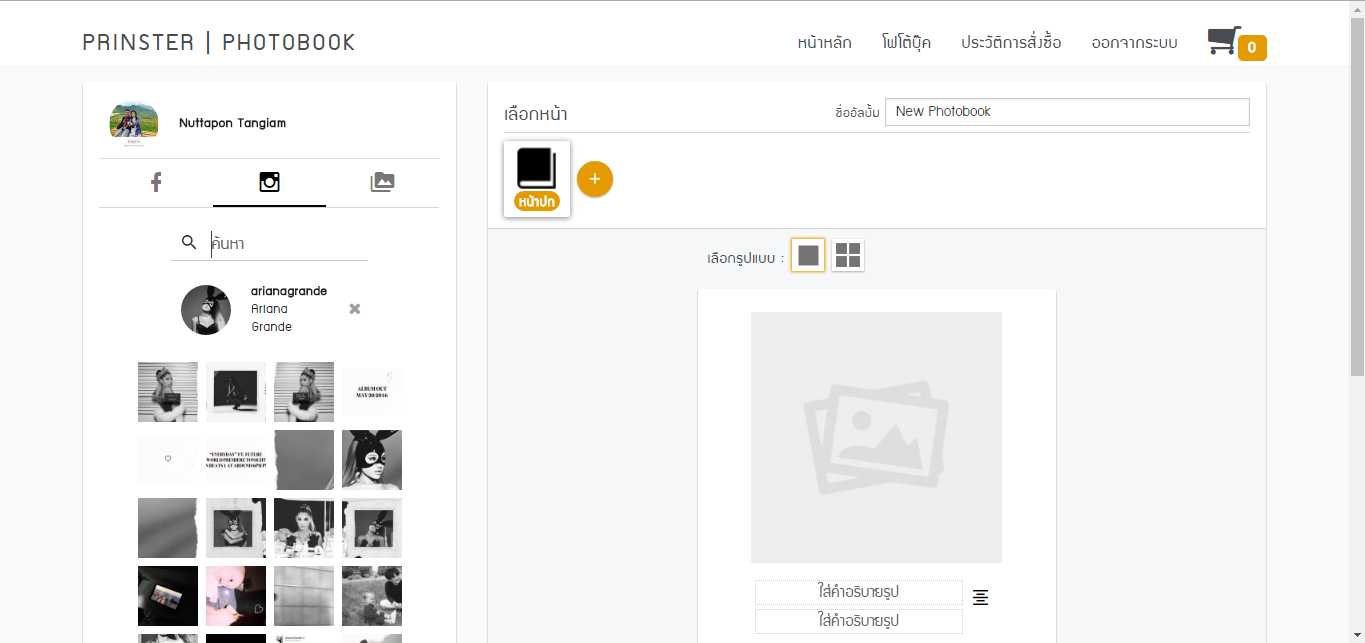 PRINSTER | PHOTOBOOK
หน้าหลัก โฟโต้บุ๊ค ประวัติการสั่งซื้อ ออกจากระบบ 0
Nuttapon Tangiam
ค้นหา
arianagrande
Ariana
Grande
ALBUM OUT
MAY 20 2016
"EVERYDAY" FT. FUTURE
WORLD PREMIERE TONIGHT
เลือกหน้า ชื่ออัลบั้ม New Photobook
หน้าปก +
เลือกรูปแบบ :
ใส่คำอธิบายรูป
ใส่คำอธิบายรูป